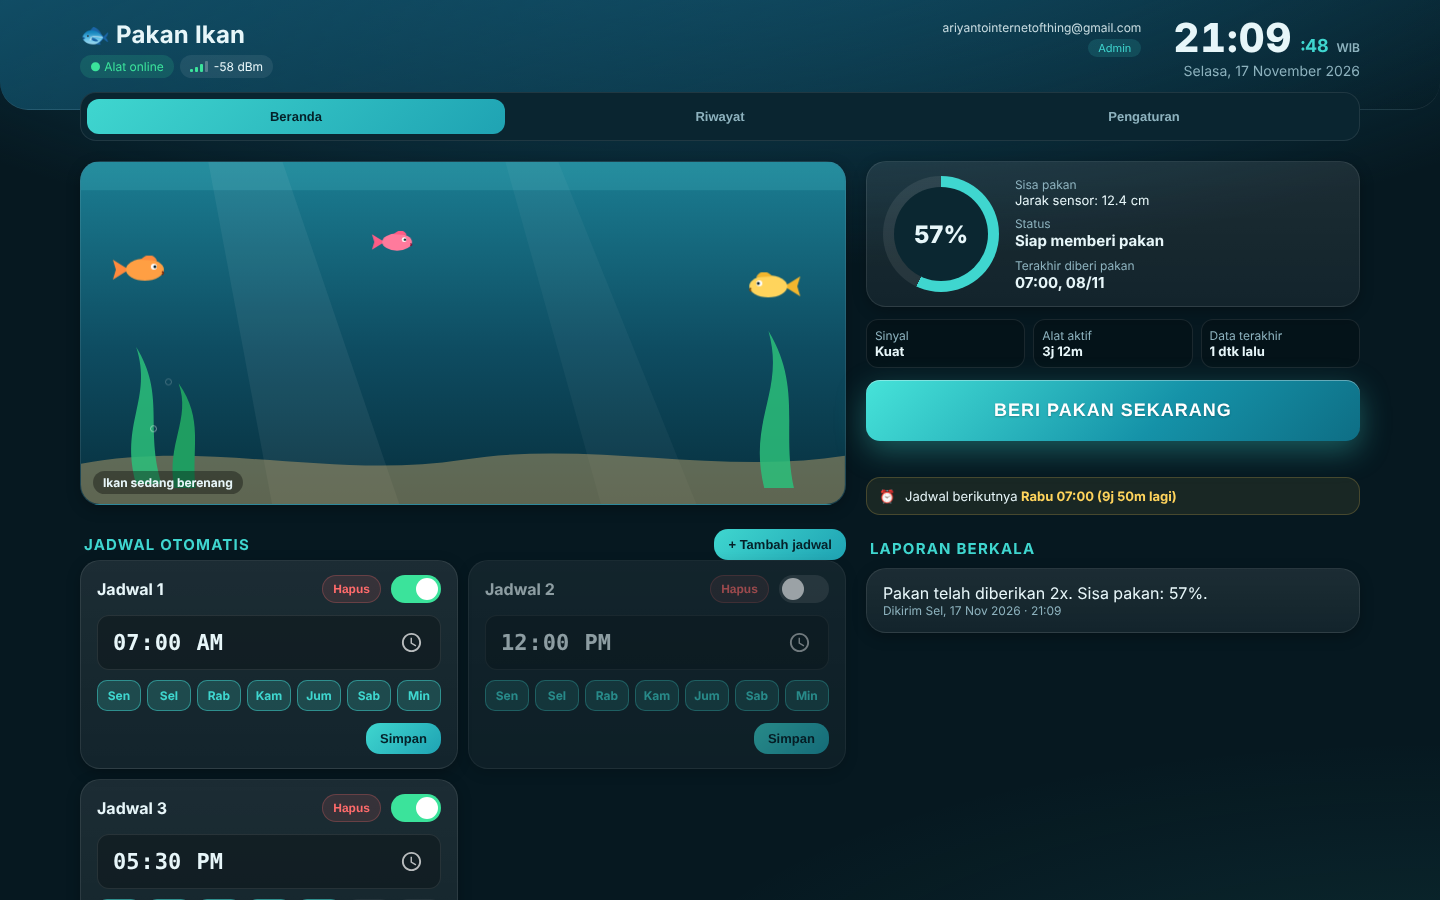 Pakan Ikan
Alat online
-58 dBm
ariyantointernetofthing@gmail.com
Admin
21:09 :48 WIB
Selasa, 17 November 2026
Beranda
Riwayat
Pengaturan
Ikan sedang berenang
57%
Sisa pakan
Jarak sensor: 12.4 cm
Status
Siap memberi pakan
Terakhir diberi pakan
07:00, 08/11
Sinyal
Kuat
Alat aktif
3j 12m
Data terakhir
1 dtk lalu
BERI PAKAN SEKARANG
Jadwal berikutnya Rabu 07:00 (9j 50m lagi)
JADWAL OTOMATIS
+ Tambah jadwal
Jadwal 1
Hapus
07:00 AM
Sen Sel Rab Kam Jum Sab Min
Simpan
Jadwal 2
Hapus
12:00 PM
Sen Sel Rab Kam Jum Sab Min
Simpan
Jadwal 3
Hapus
05:30 PM
LAPORAN BERKALA
Pakan telah diberikan 2x. Sisa pakan: 57%.
Dikirim Sel, 17 Nov 2026 · 21:09